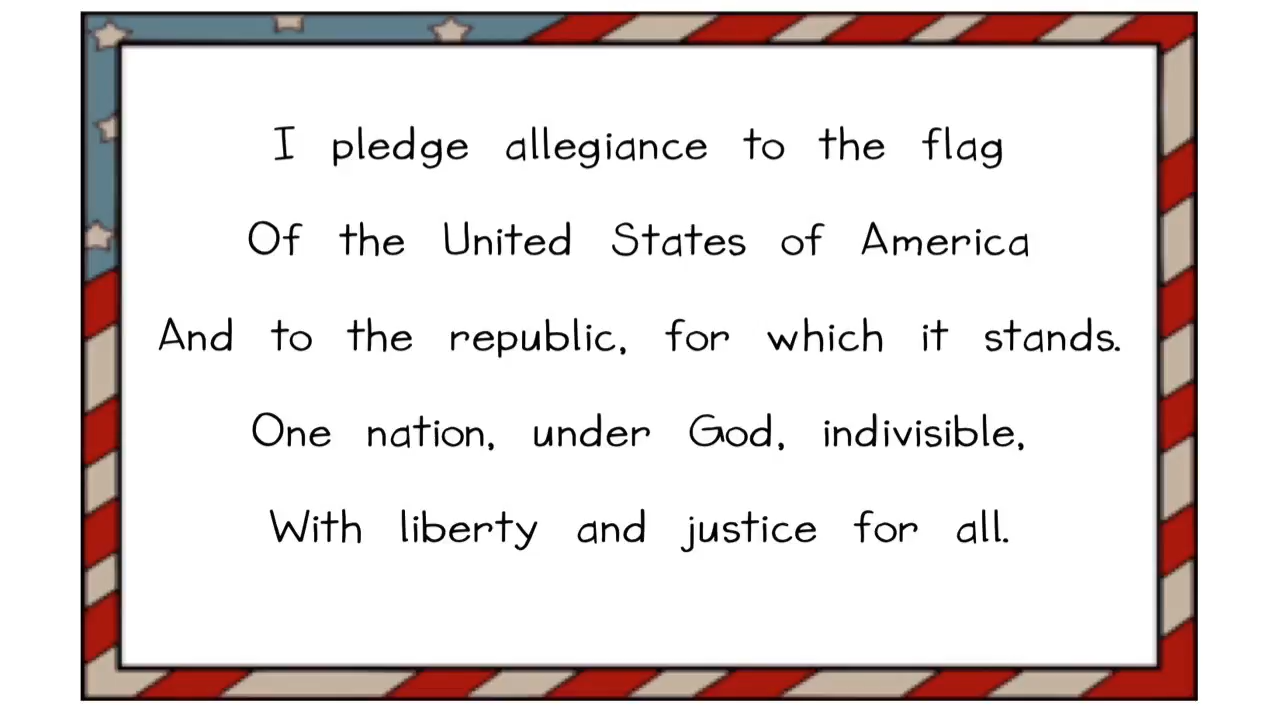 I pledge allegiance to the flag
Of the United States of America
And to the republic, for which it stands.
One nation, under God, indivisible,
With liberty and justice for all.